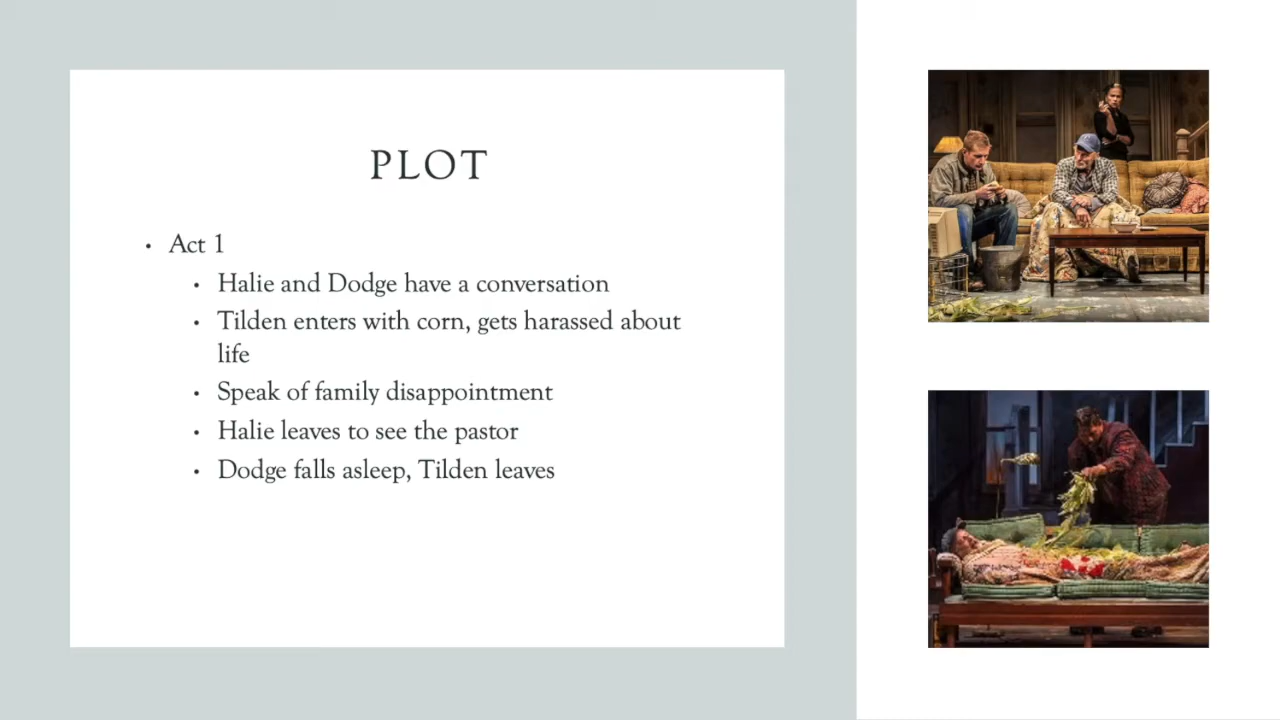 PLOT
• Act 1
• Halie and Dodge have a conversation
• Tilden enters with corn, gets harassed about
life
• Speak of family disappointment
• Halie leaves to see the pastor
• Dodge falls asleep, Tilden leaves